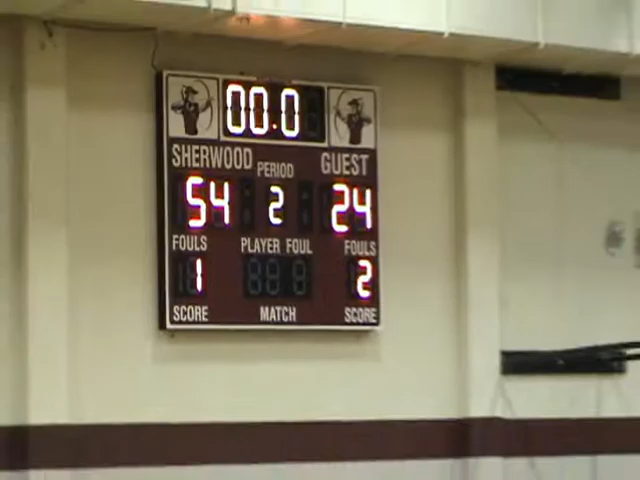 00.0
SHERWOOD PERIOD GUEST
54 2 24
FOULS PLAYER FOUL FOULS
1 2
SCORE MATCH SCORE